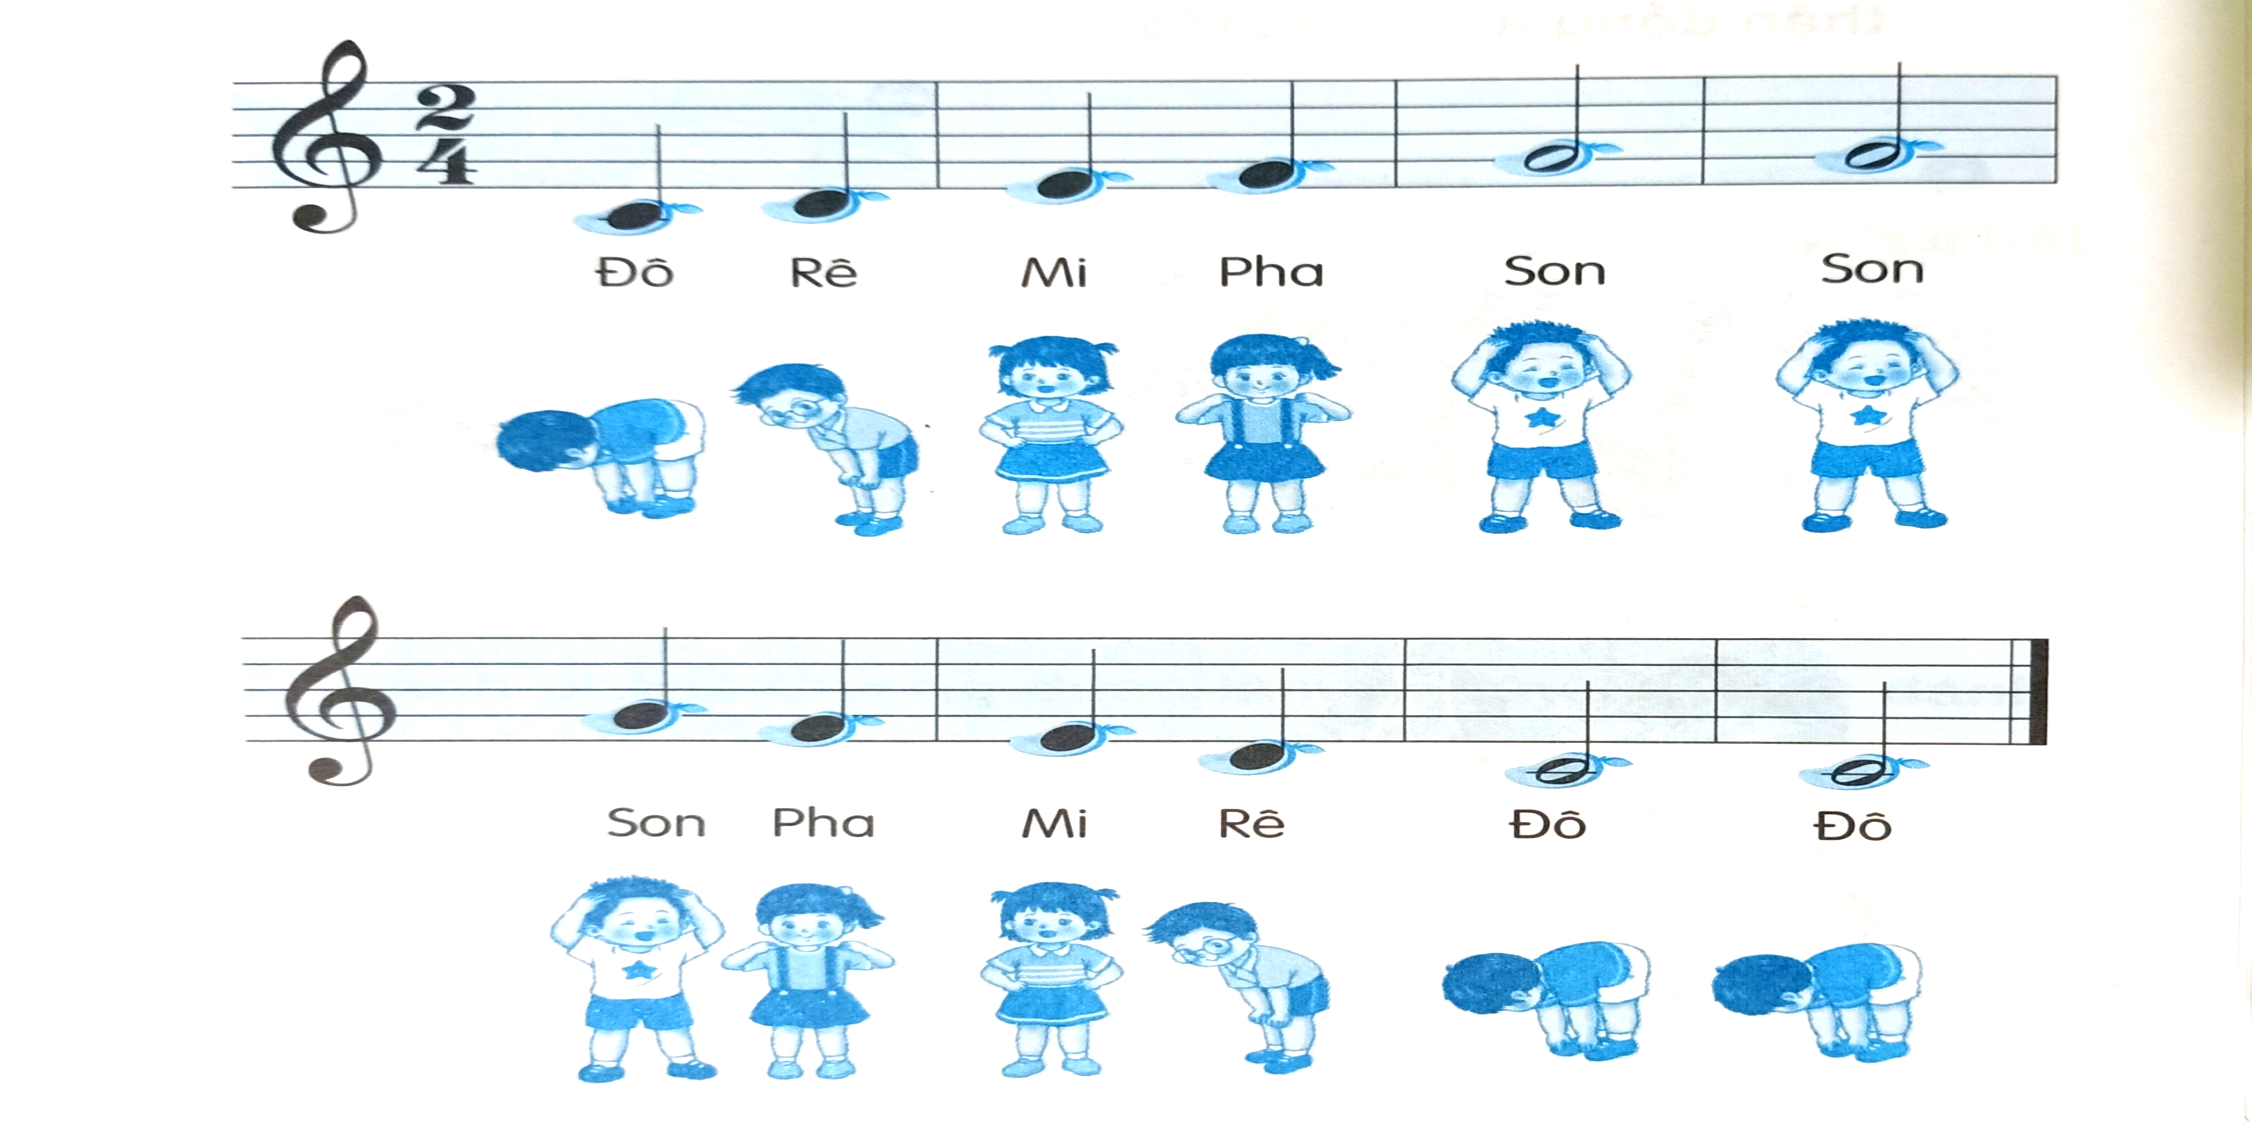 2
4
Đô Rê Mi Pha Son Son
Son Pha Mi Rê Đô Đô